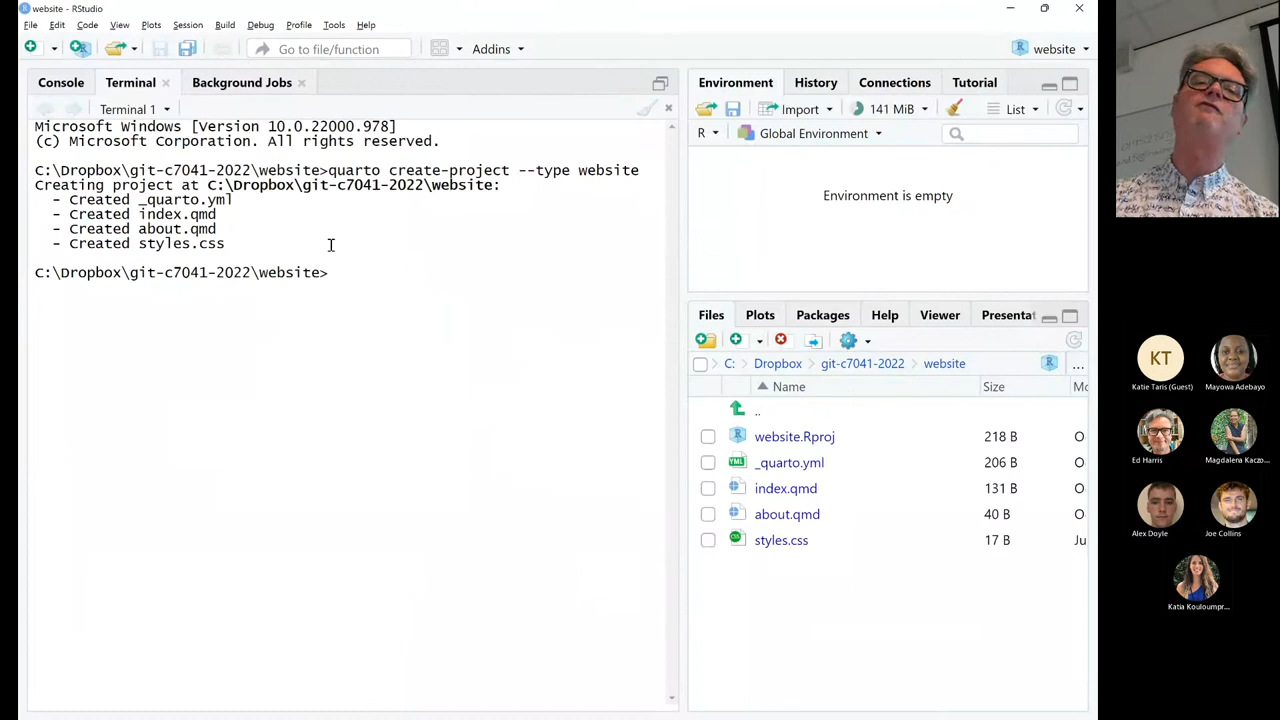 website - RStudio
File Edit Code View Plots Session Build Debug Profile Tools Help
Go to file/function Addins website
Console Terminal Background Jobs
Terminal 1
Microsoft Windows [Version 10.0.22000.978]
(c) Microsoft Corporation. All rights reserved.
C:\Dropbox\git-c7041-2022\website>quarto create-project --type website
Creating project at C:\Dropbox\git-c7041-2022\website:
- Created _quarto.yml
- Created index.qmd
- Created about.qmd
- Created styles.css
C:\Dropbox\git-c7041-2022\website>
Environment History Connections Tutorial
Import 141 MiB List
R Global Environment
Environment is empty
Files Plots Packages Help Viewer Presentat
C: Dropbox git-c7041-2022 website ...
Name Size Mo
..
website.Rproj 218 B O
_quarto.yml 206 B O
index.qmd 131 B O
about.qmd 40 B O
styles.css 17 B Ju
KT
Katie Taris (Guest) Mayowa Adebayo
Ed Harris Magdalena Kaczo...
Alex Doyle Joe Collins
Katia Kouloumpr...